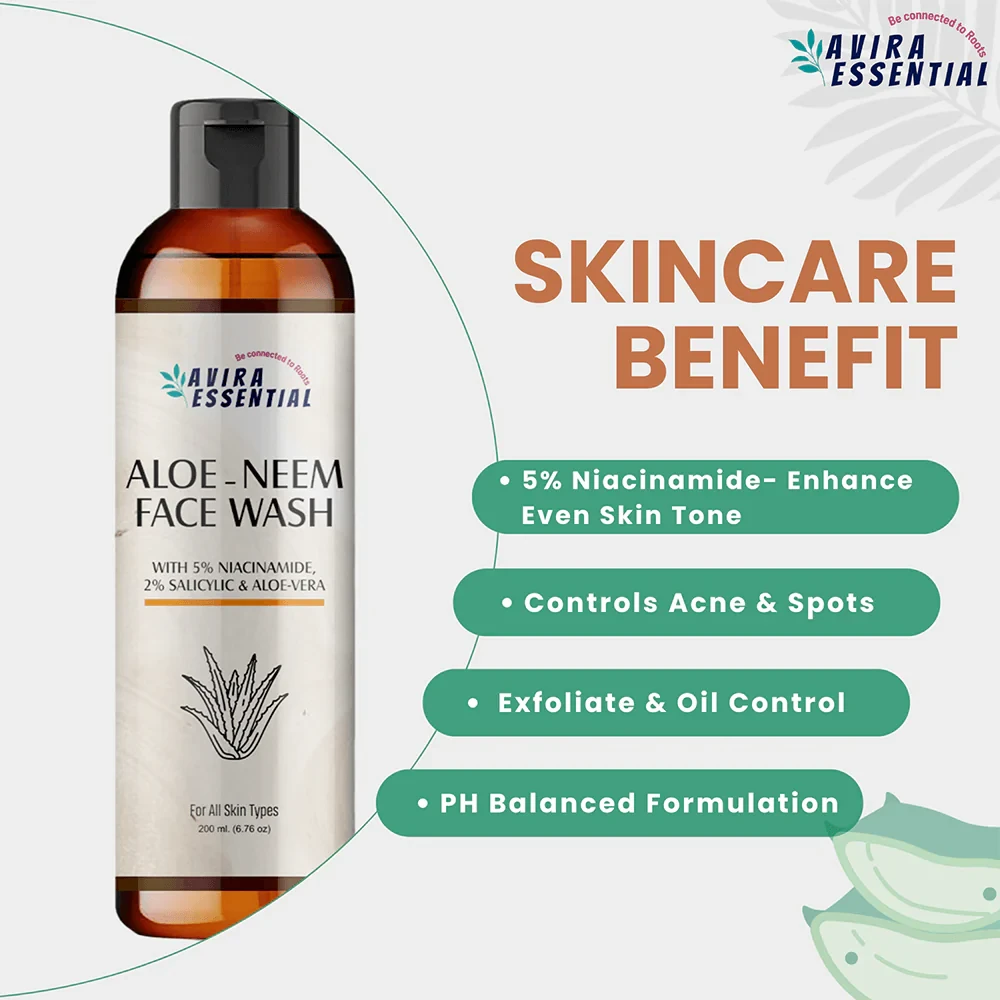 Be connected to Roots
AVIRA
ESSENTIAL
SKINCARE
BENEFIT
• 5% Niacinamide- Enhance
Even Skin Tone
• Controls Acne & Spots
• Exfoliate & Oil Control
• PH Balanced Formulation
Be connected to Roots
AVIRA
ESSENTIAL
ALOE-NEEM
FACE WASH
WITH 5% NIACINAMIDE,
2% SALICYLIC & ALOE-VERA
For All Skin Types
200 ml. (6.76 oz)